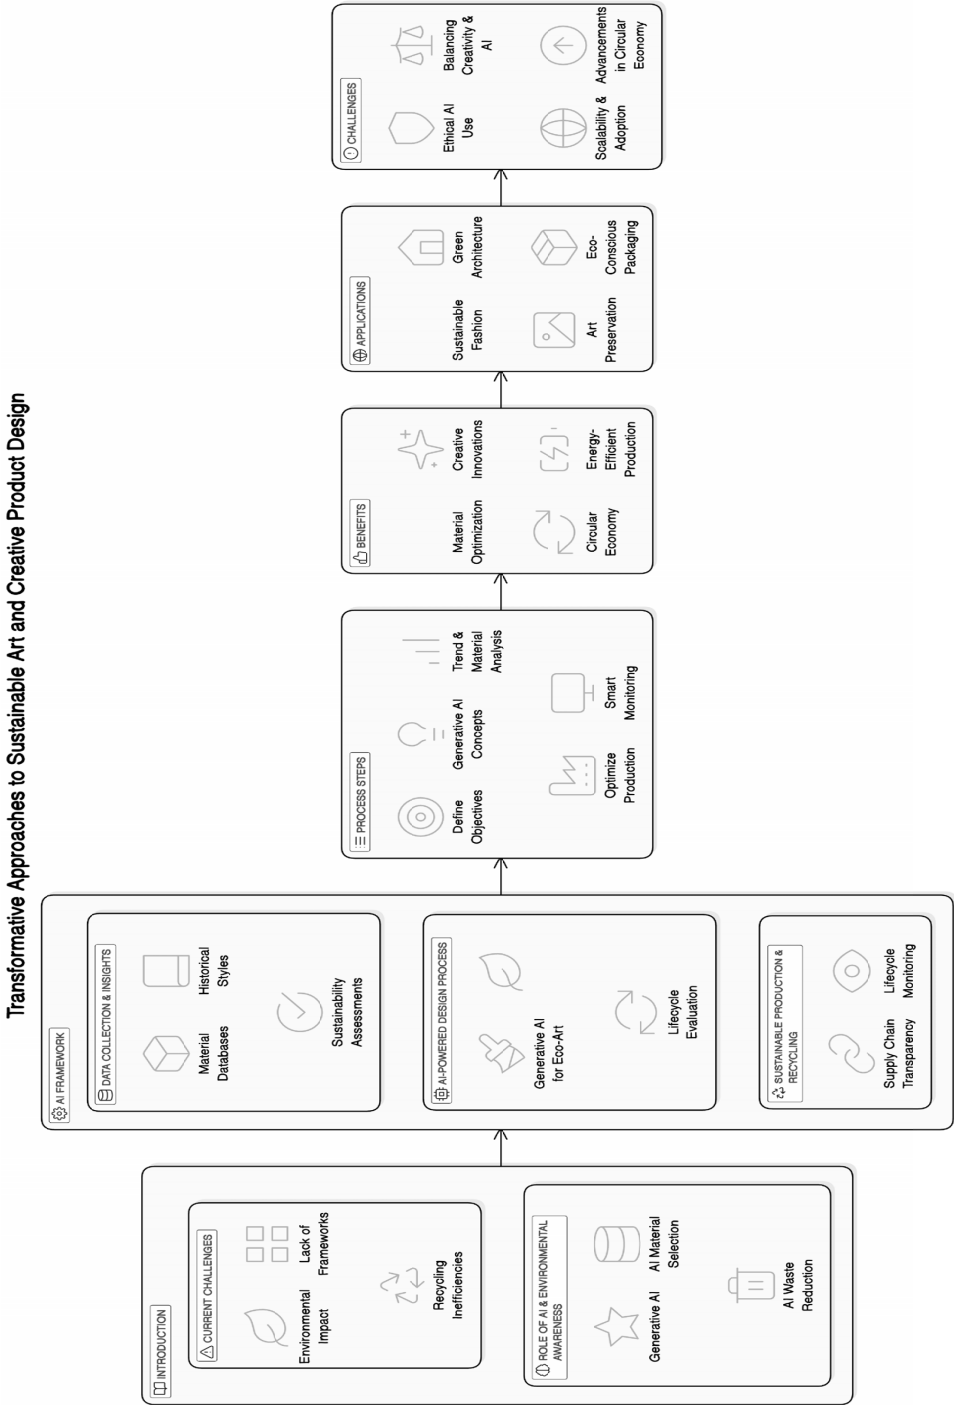 Transformative Approaches to Sustainable Art and Creative Product Design
INTRODUCTION
CURRENT CHALLENGES
Environmental
Impact
Lack of
Frameworks
Recycling
Inefficiencies
ROLE OF AI & ENVIRONMENTAL
AWARENESS
Generative AI
AI Material
Selection
AI Waste
Reduction
AI FRAMEWORK
DATA COLLECTION & INSIGHTS
Material
Databases
Historical
Styles
Sustainability
Assessments
AI-POWERED DESIGN PROCESS
Generative AI
for Eco-Art
Lifecycle
Evaluation
SUSTAINABLE PRODUCTION &
RECYCLING
Supply Chain
Transparency
Lifecycle
Monitoring
PROCESS STEPS
Define
Objectives
Generative AI
Concepts
Trend &
Material
Analysis
Optimize
Production
Smart
Monitoring
BENEFITS
Material
Optimization
Creative
Innovations
Circular
Economy
Energy-
Efficient
Production
APPLICATIONS
Sustainable
Fashion
Green
Architecture
Art
Preservation
Eco-
Conscious
Packaging
CHALLENGES
Ethical AI
Use
Balancing
Creativity &
AI
Scalability &
Adoption
Advancements
in Circular
Economy